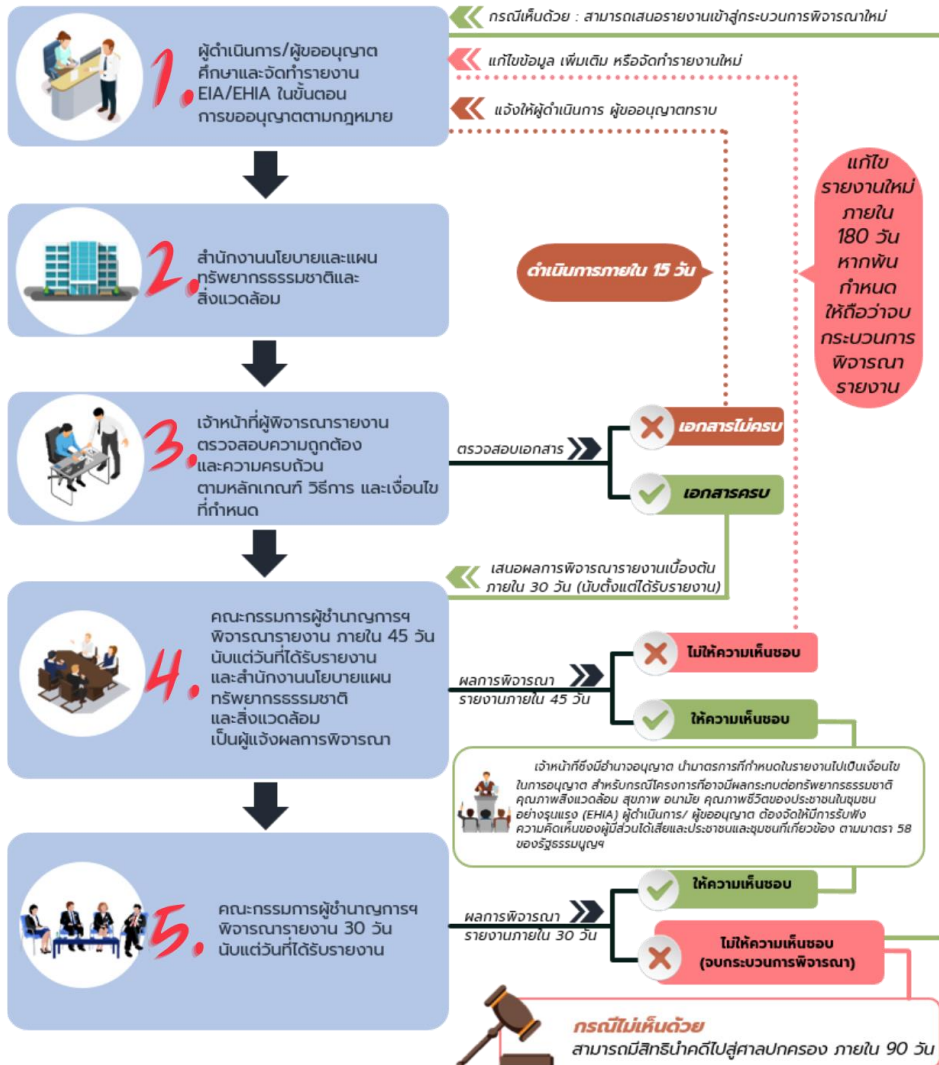 กรณีเห็นด้วย : สามารถเสนอรายงานเข้าสู่กระบวนการพิจารณาใหม่
แก้ไขข้อมูล เพิ่มเติม หรือจัดทำรายงานใหม่
แจ้งให้ผู้ดำเนินการ ผู้ขออนุญาตทราบ
1.
ผู้ดำเนินการ/ผู้ขออนุญาต
ศึกษาและจัดทำรายงาน
EIA/EHIA ในขั้นตอน
การขออนุญาตตามกฎหมาย
แก้ไข
รายงานใหม่
ภายใน
180 วัน
หากพ้น
กำหนด
ให้ถือว่าจบ
กระบวนการ
พิจารณา
รายงาน
2.
สำนักงานนโยบายและแผน
ทรัพยากรธรรมชาติและ
สิ่งแวดล้อม
ดำเนินการภายใน 15 วัน
3.
เจ้าหน้าที่ผู้พิจารณารายงาน
ตรวจสอบความถูกต้อง
และความครบถ้วน
ตามหลักเกณฑ์ วิธีการ และเงื่อนไข
ที่กำหนด
ตรวจสอบเอกสาร
เอกสารไม่ครบ
เอกสารครบ
เสนอผลการพิจารณารายงานเบื้องต้น
ภายใน 30 วัน (นับตั้งแต่ได้รับรายงาน)
4.
คณะกรรมการผู้ชำนาญการฯ
พิจารณารายงาน ภายใน 45 วัน
นับแต่วันที่ได้รับรายงาน
และสำนักงานนโยบายแผน
ทรัพยากรธรรมชาติ
และสิ่งแวดล้อม
เป็นผู้แจ้งผลการพิจารณา
ผลการพิจารณา
รายงานภายใน 45 วัน
ไม่ให้ความเห็นชอบ
ให้ความเห็นชอบ
เจ้าหน้าที่ซึ่งมีอำนาจอนุญาต นำมาตรการที่กำหนดในรายงานไปเป็นเงื่อนไข
ในการอนุญาต สำหรับกรณีโครงการที่อาจมีผลกระทบต่อทรัพยากรธรรมชาติ
คุณภาพสิ่งแวดล้อม สุขภาพ อนามัย คุณภาพชีวิตของประชาชนในชุมชน
อย่างรุนแรง (EHIA) ผู้ดำเนินการ/ ผู้ขออนุญาต ต้องจัดให้มีการรับฟัง
ความคิดเห็นของผู้มีส่วนได้เสียและประชาชนและชุมชนที่เกี่ยวข้อง ตามมาตรา 58
ของรัฐธรรมนูญฯ
5.
คณะกรรมการผู้ชำนาญการฯ
พิจารณารายงาน 30 วัน
นับแต่วันที่ได้รับรายงาน
ผลการพิจารณา
รายงานภายใน 30 วัน
ให้ความเห็นชอบ
ไม่ให้ความเห็นชอบ
(จบกระบวนการพิจารณา)
กรณีไม่เห็นด้วย
สามารถมีสิทธินำคดีไปสู่ศาลปกครอง ภายใน 90 วัน